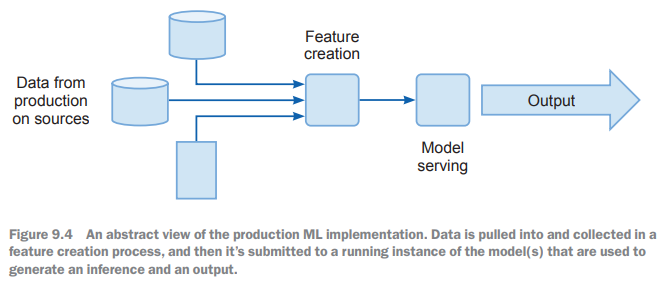 Feature
creation
Data from
production
on sources
Output
Model
serving
Figure 9.4 An abstract view of the production ML implementation. Data is pulled into and collected in a
feature creation process, and then it’s submitted to a running instance of the model(s) that are used to
generate an inference and an output.